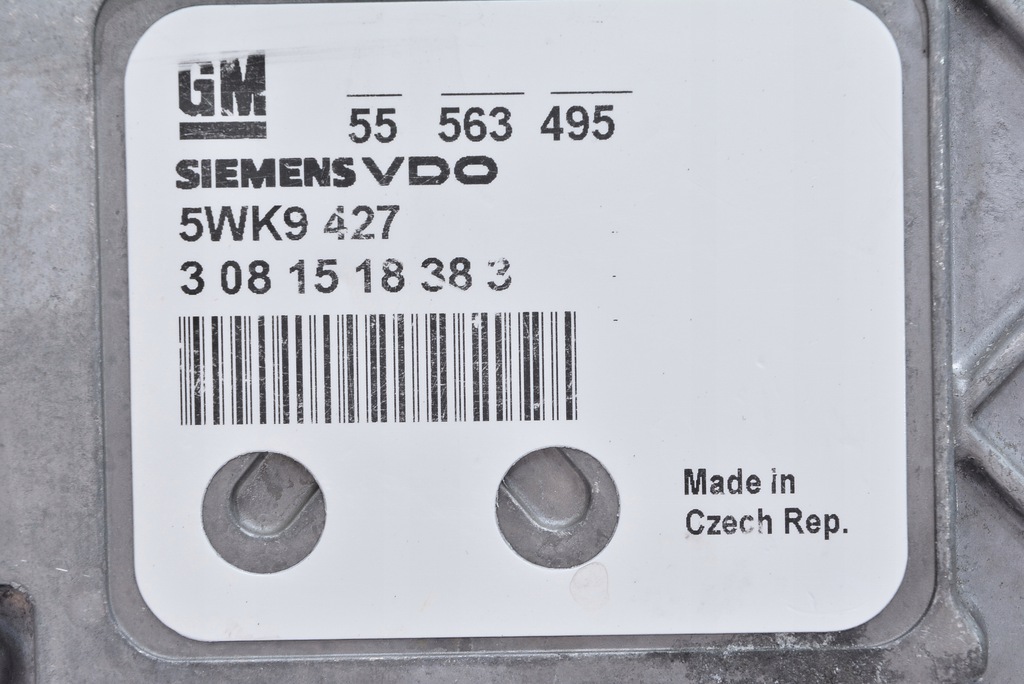 GM
55 563 495
SIEMENS VDO
5WK9 427
3 08 15 18 38 3
Made in
Czech Rep.